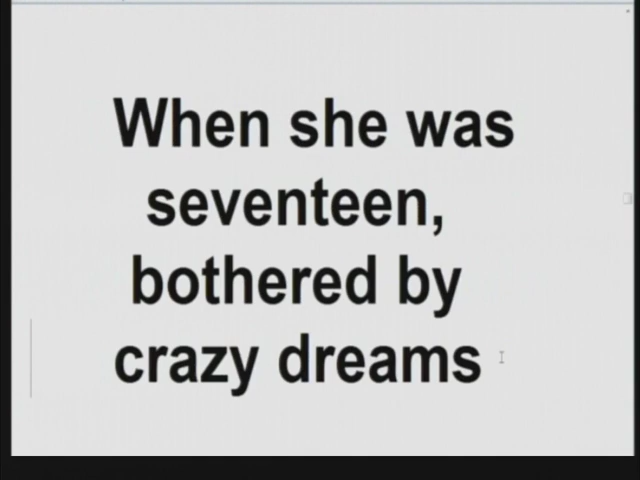 When she was
seventeen,
bothered by
crazy dreams